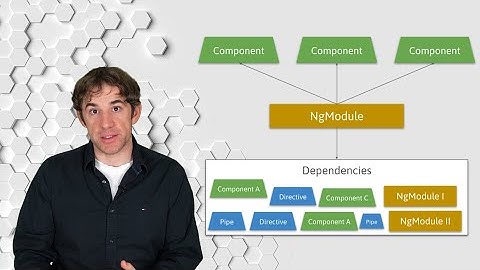 Component Component Component
NgModule
Dependencies
Component A Directive Component C NgModule I
Pipe Directive Component A Pipe NgModule II